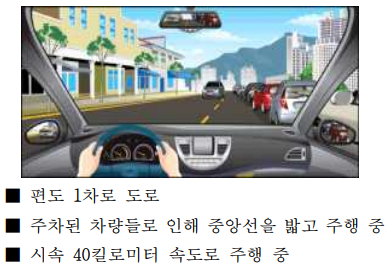 ■ 편도 1차로 도로
■ 주차된 차량들로 인해 중앙선을 밟고 주행 중
■ 시속 40킬로미터 속도로 주행 중